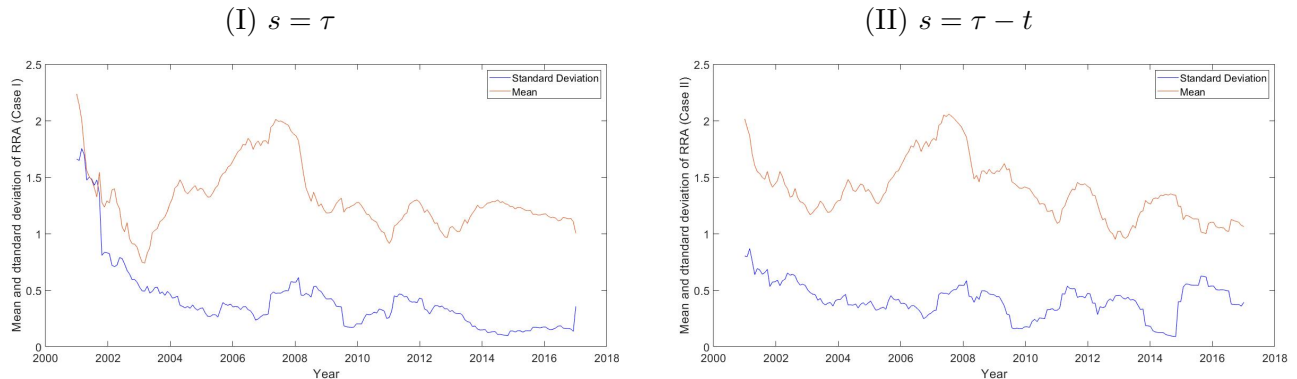 (I) s = τ
(II) s = τ − t
Mean and dtandard deviation of RRA (Case I)
2.5
2
1.5
1
0.5
0
2000 2002 2004 2006 2008 2010 2012 2014 2016 2018
Year
Standard Deviation
Mean
Mean and dtandard deviation of RRA (Case II)
2.5
2
1.5
1
0.5
0
2000 2002 2004 2006 2008 2010 2012 2014 2016 2018
Year
Standard Deviation
Mean